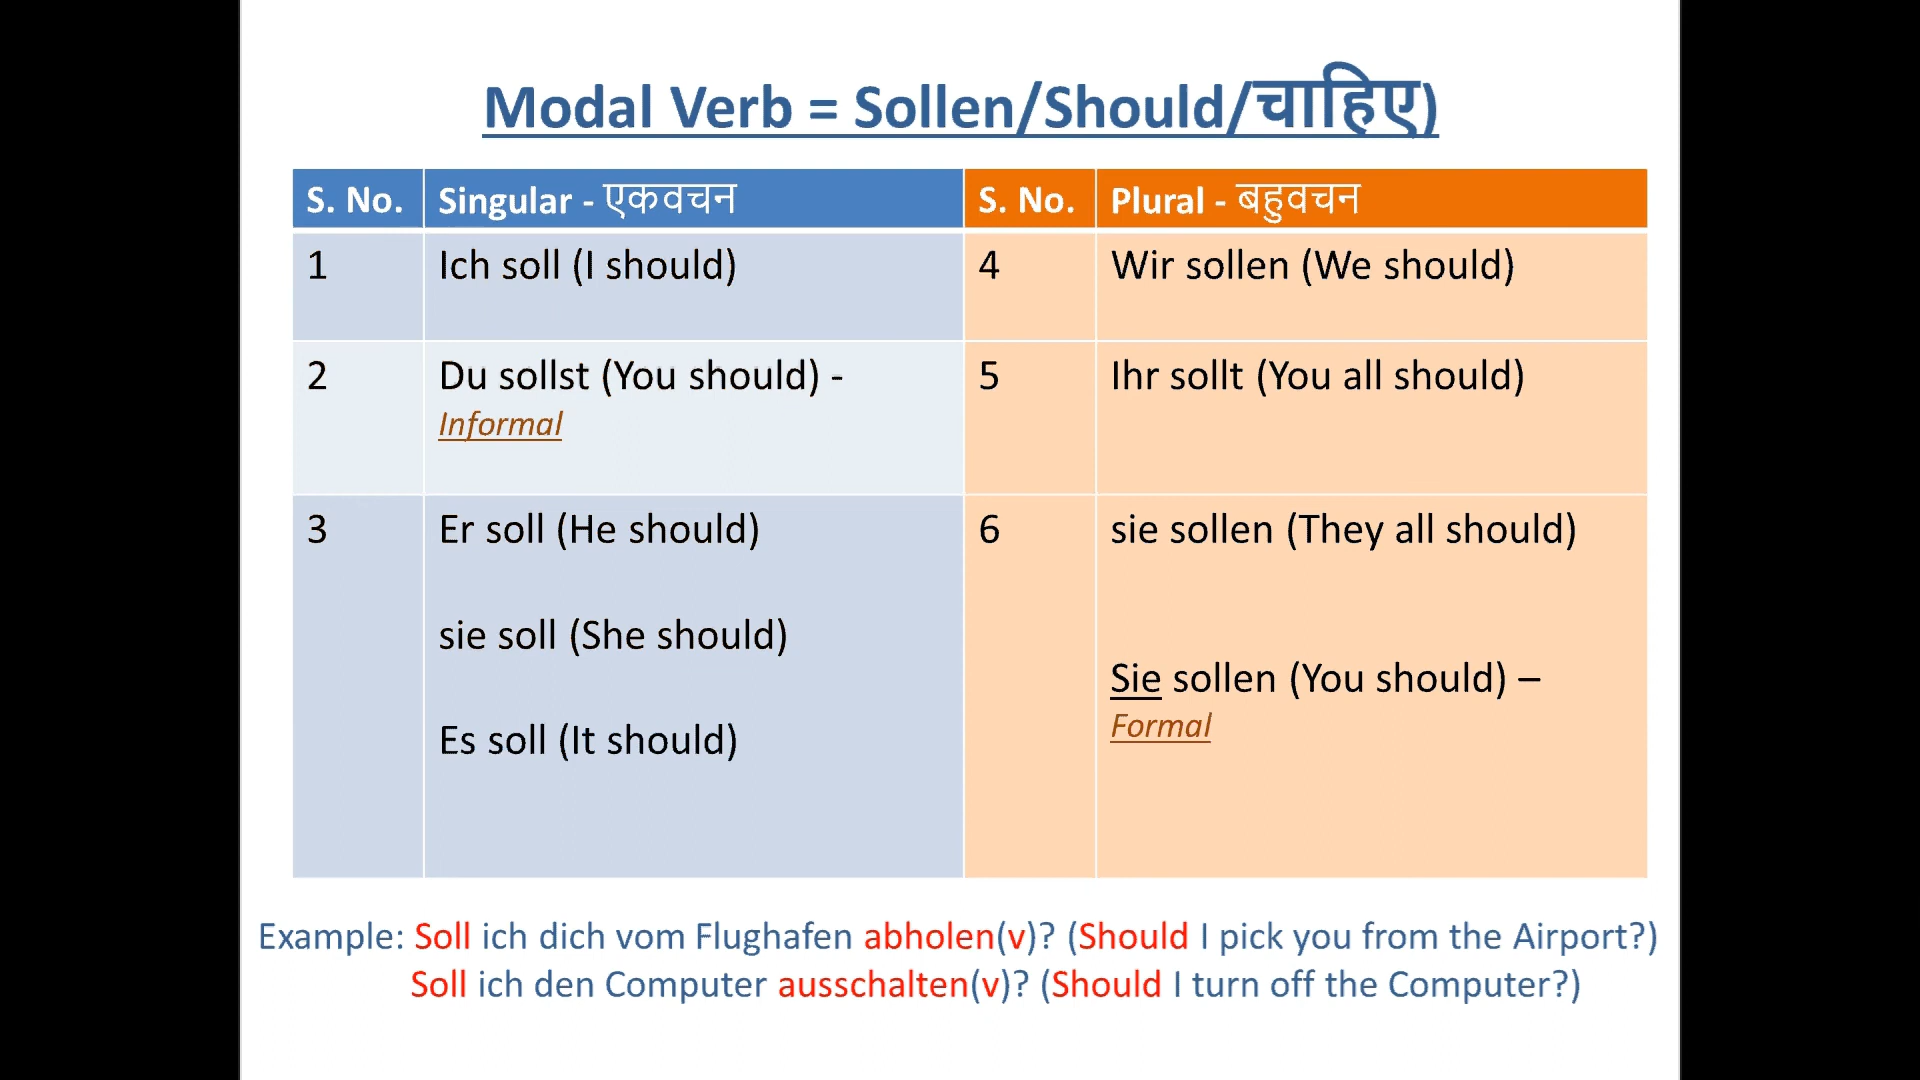 Modal Verb = Sollen/Should/चाहिए)
S. No. Singular - एकवचन S. No. Plural - बहुवचन
1 Ich soll (I should) 4 Wir sollen (We should)
2 Du sollst (You should) - 5 Ihr sollt (You all should)
Informal
3 Er soll (He should) 6 sie sollen (They all should)
sie soll (She should)
Sie sollen (You should) –
Formal
Es soll (It should)
Example: Soll ich dich vom Flughafen abholen(v)? (Should I pick you from the Airport?)
Soll ich den Computer ausschalten(v)? (Should I turn off the Computer?)